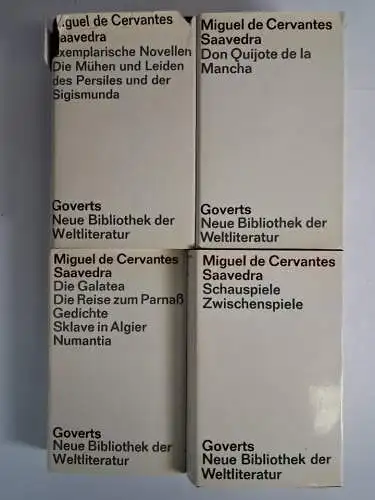 Miguel de Cervantes
Saavedra
Exemplarische Novellen
Die Mühen und Leiden
des Persiles und der
Sigismunda
Goverts
Neue Bibliothek der
Weltliteratur
Miguel de Cervantes
Saavedra
Don Quijote de la
Mancha
Goverts
Neue Bibliothek der
Weltliteratur
Miguel de Cervantes
Saavedra
Die Galatea
Die Reise zum Parnaß
Gedichte
Sklave in Algier
Numantia
Goverts
Neue Bibliothek der
Weltliteratur
Miguel de Cervantes
Saavedra
Schauspiele
Zwischenspiele
Goverts
Neue Bibliothek der
Weltliteratur